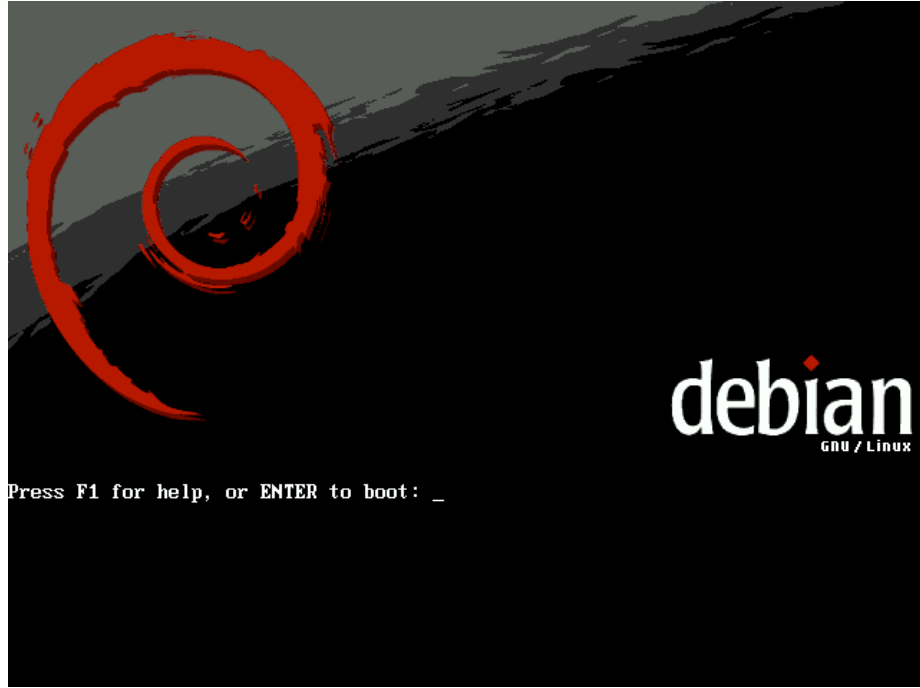 debian
GNU / Linux
Press F1 for help, or ENTER to boot: _